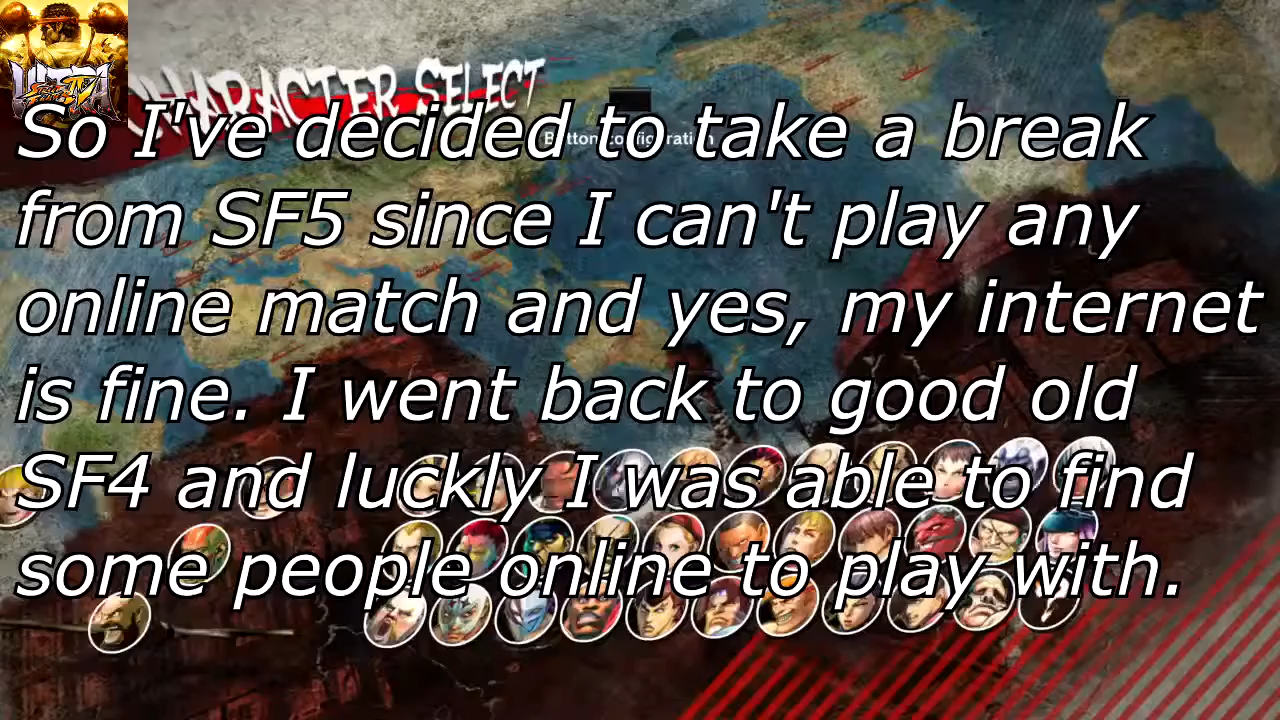 CHARACTER SELECT
Button configuration
So I've decided to take a break
from SF5 since I can't play any
online match and yes, my internet
is fine. I went back to good old
SF4 and luckly I was able to find
some people online to play with.